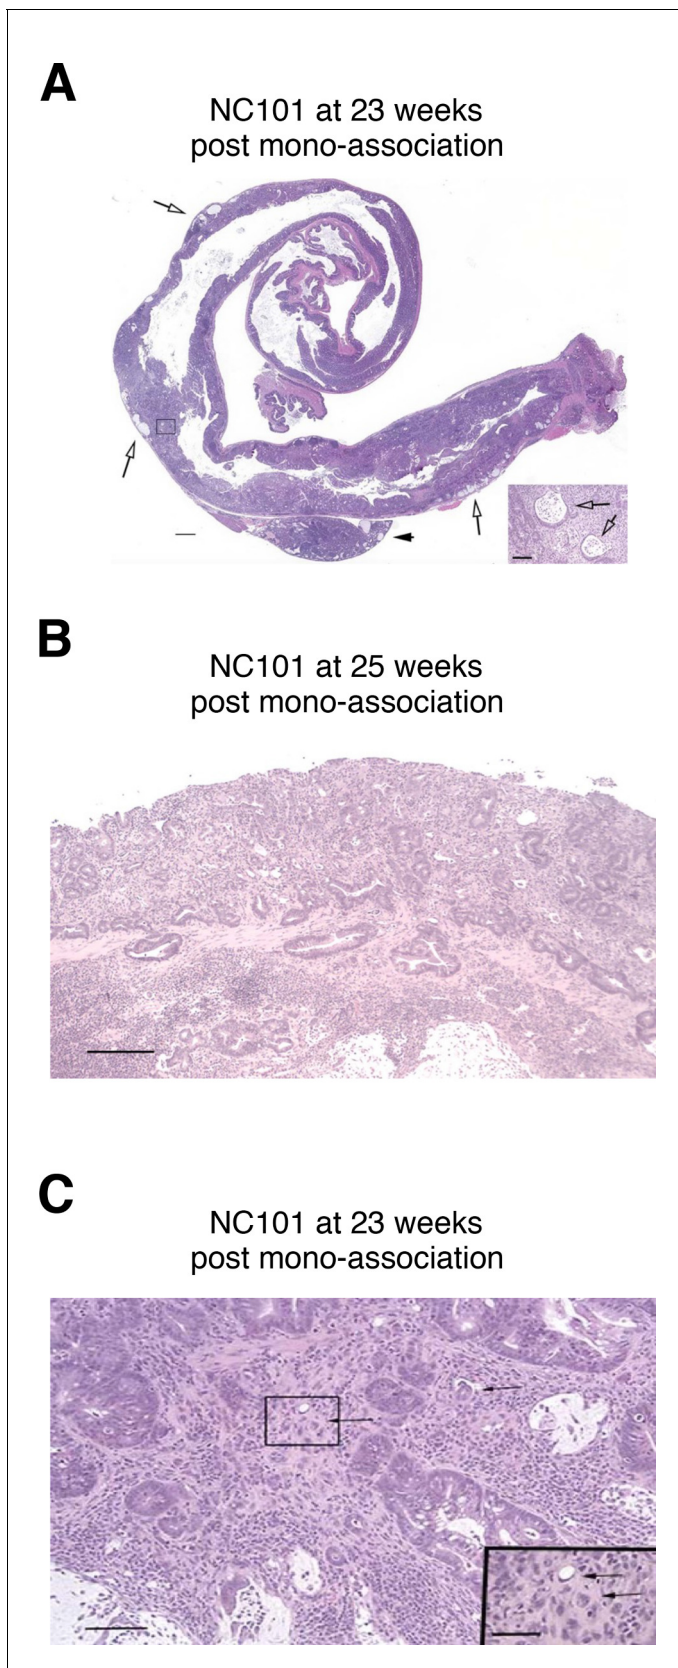 A
NC101 at 23 weeks
post mono-association
B
NC101 at 25 weeks
post mono-association
C
NC101 at 23 weeks
post mono-association